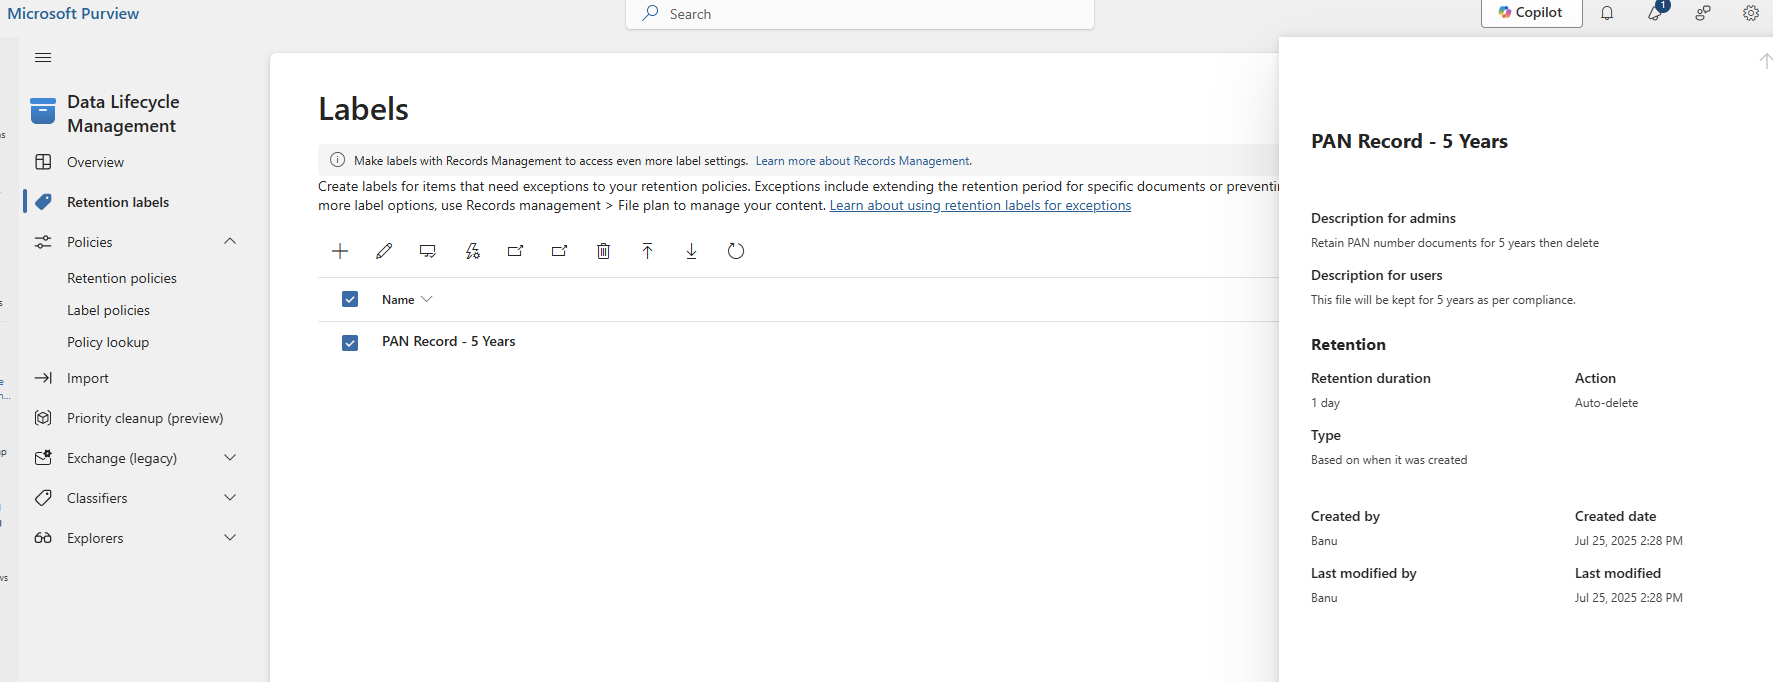 Microsoft Purview
Search
Copilot
1
Data Lifecycle
Management
Overview
Retention labels
Policies
Retention policies
Label policies
Policy lookup
Import
Priority cleanup (preview)
Exchange (legacy)
Classifiers
Explorers
Labels
Make labels with Records Management to access even more label settings. Learn more about Records Management.
Create labels for items that need exceptions to your retention policies. Exceptions include extending the retention period for specific documents or preventi
more label options, use Records management > File plan to manage your content. Learn about using retention labels for exceptions
Name
PAN Record - 5 Years
PAN Record - 5 Years
Description for admins
Retain PAN number documents for 5 years then delete
Description for users
This file will be kept for 5 years as per compliance.
Retention
Retention duration Action
1 day Auto-delete
Type
Based on when it was created
Created by Created date
Banu Jul 25, 2025 2:28 PM
Last modified by Last modified
Banu Jul 25, 2025 2:28 PM